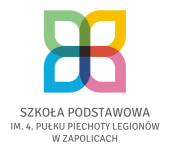 SZKOŁA PODSTAWOWA
IM. 4. PUŁKU PIECHOTY LEGIONÓW
W ZAPOLICACH